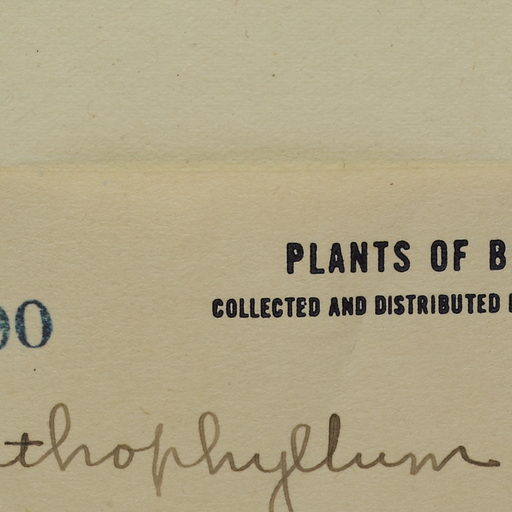 PLANTS OF B
COLLECTED AND DISTRIBUTED
00
thophyllum